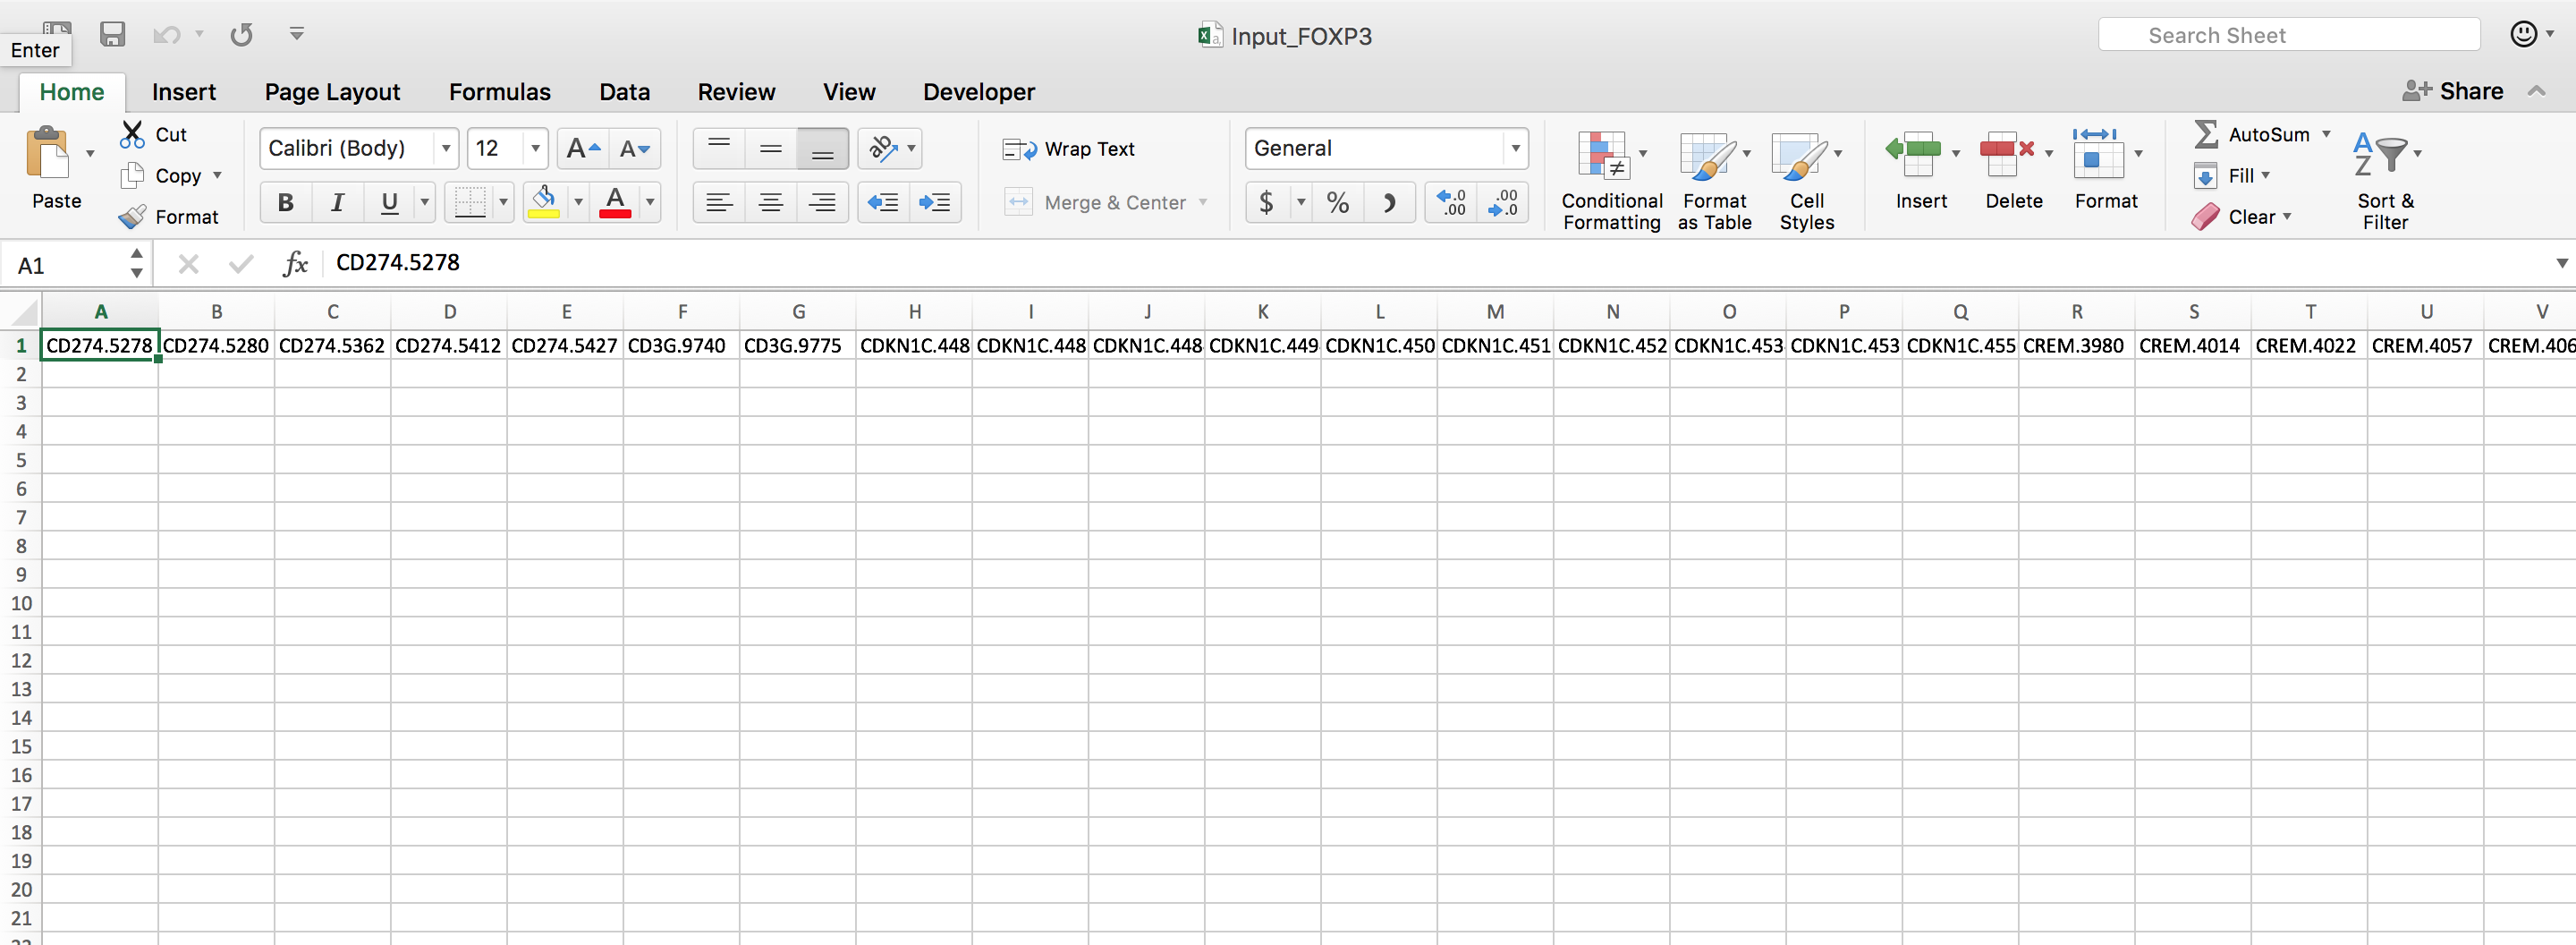 Input_FOXP3
Search Sheet
Enter
Home Insert Page Layout Formulas Data Review View Developer
Share
Paste
Cut
Copy
Format
Calibri (Body) 12 A A
B I U A
ab
Wrap Text
Merge & Center
General
$ % .0 .00 .00 .0
Conditional Formatting
Format as Table
Cell Styles
Insert
Delete
Format
AutoSum
Fill
Clear
A Z
Sort & Filter
A1 fx CD274.5278
A B C D E F G H I J K L M N O P Q R S T U V
1 CD274.5278 CD274.5280 CD274.5362 CD274.5412 CD274.5427 CD3G.9740 CD3G.9775 CDKN1C.448 CDKN1C.448 CDKN1C.448 CDKN1C.449 CDKN1C.450 CDKN1C.451 CDKN1C.452 CDKN1C.453 CDKN1C.453 CDKN1C.455 CREM.3980 CREM.4014 CREM.4022 CREM.4057 CREM.406
2
3
4
5
6
7
8
9
10
11
12
13
14
15
16
17
18
19
20
21